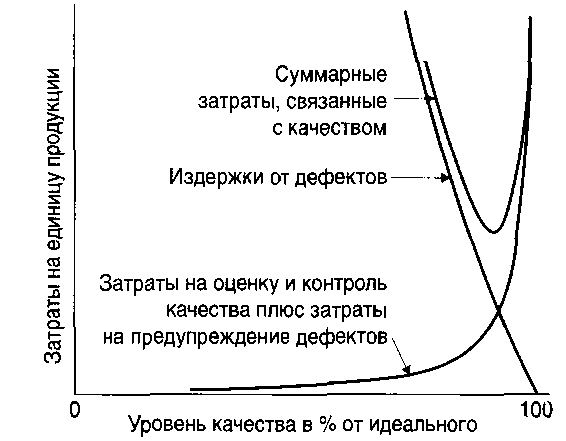 Затраты на единицу продукции
Суммарные
затраты, связанные
с качеством
Издержки от дефектов
Затраты на оценку и контроль
качества плюс затраты
на предупреждение дефектов
0
100
Уровень качества в % от идеального